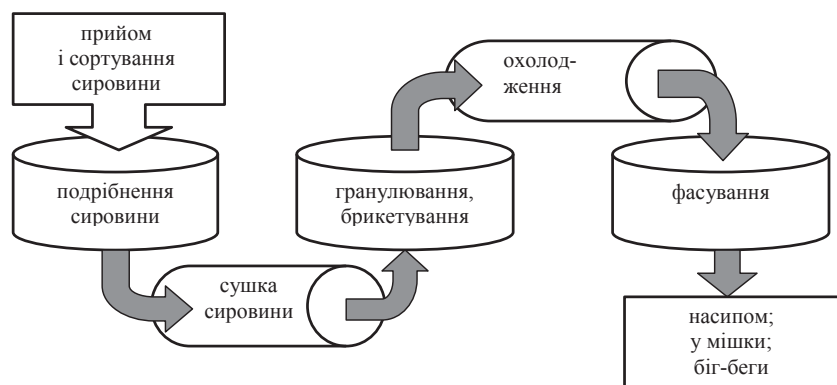 прийом
і сортування
сировини
подрібнення
сировини
сушка
сировини
гранулювання,
брикетування
охолод-
ження
фасування
насипом;
у мішки;
біг-беги